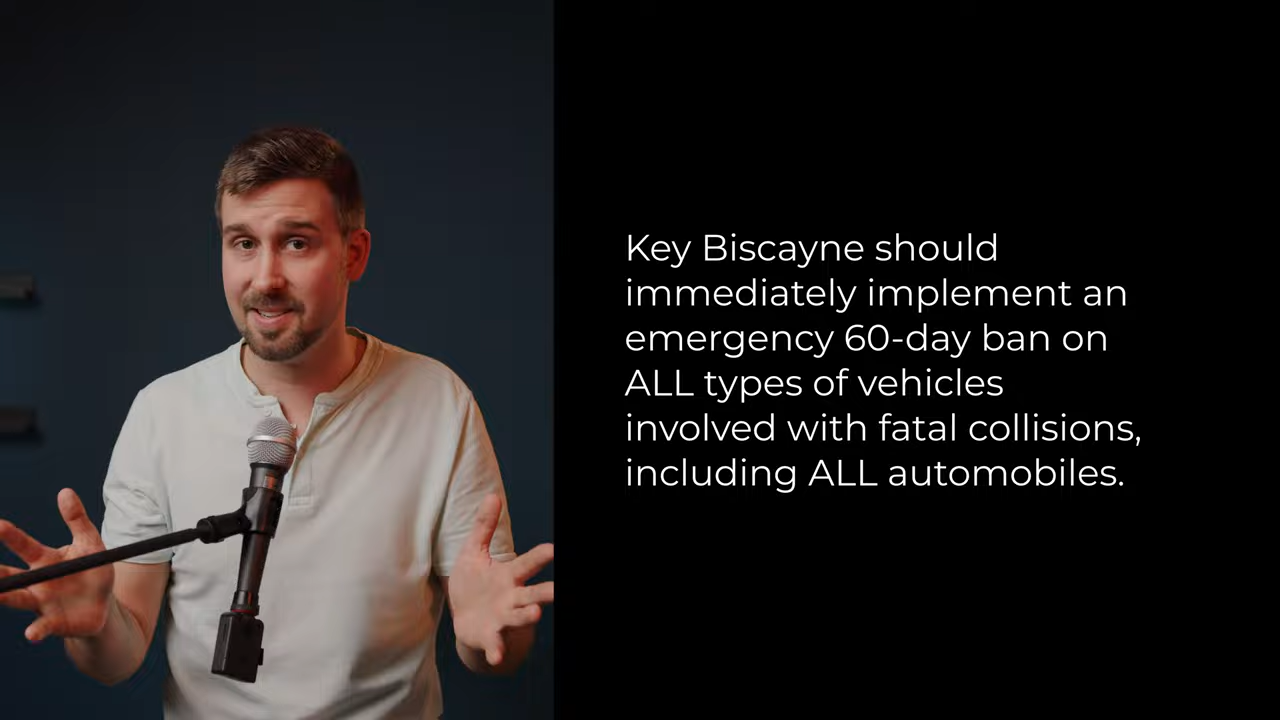 Key Biscayne should
immediately implement an
emergency 60-day ban on
ALL types of vehicles
involved with fatal collisions,
including ALL automobiles.